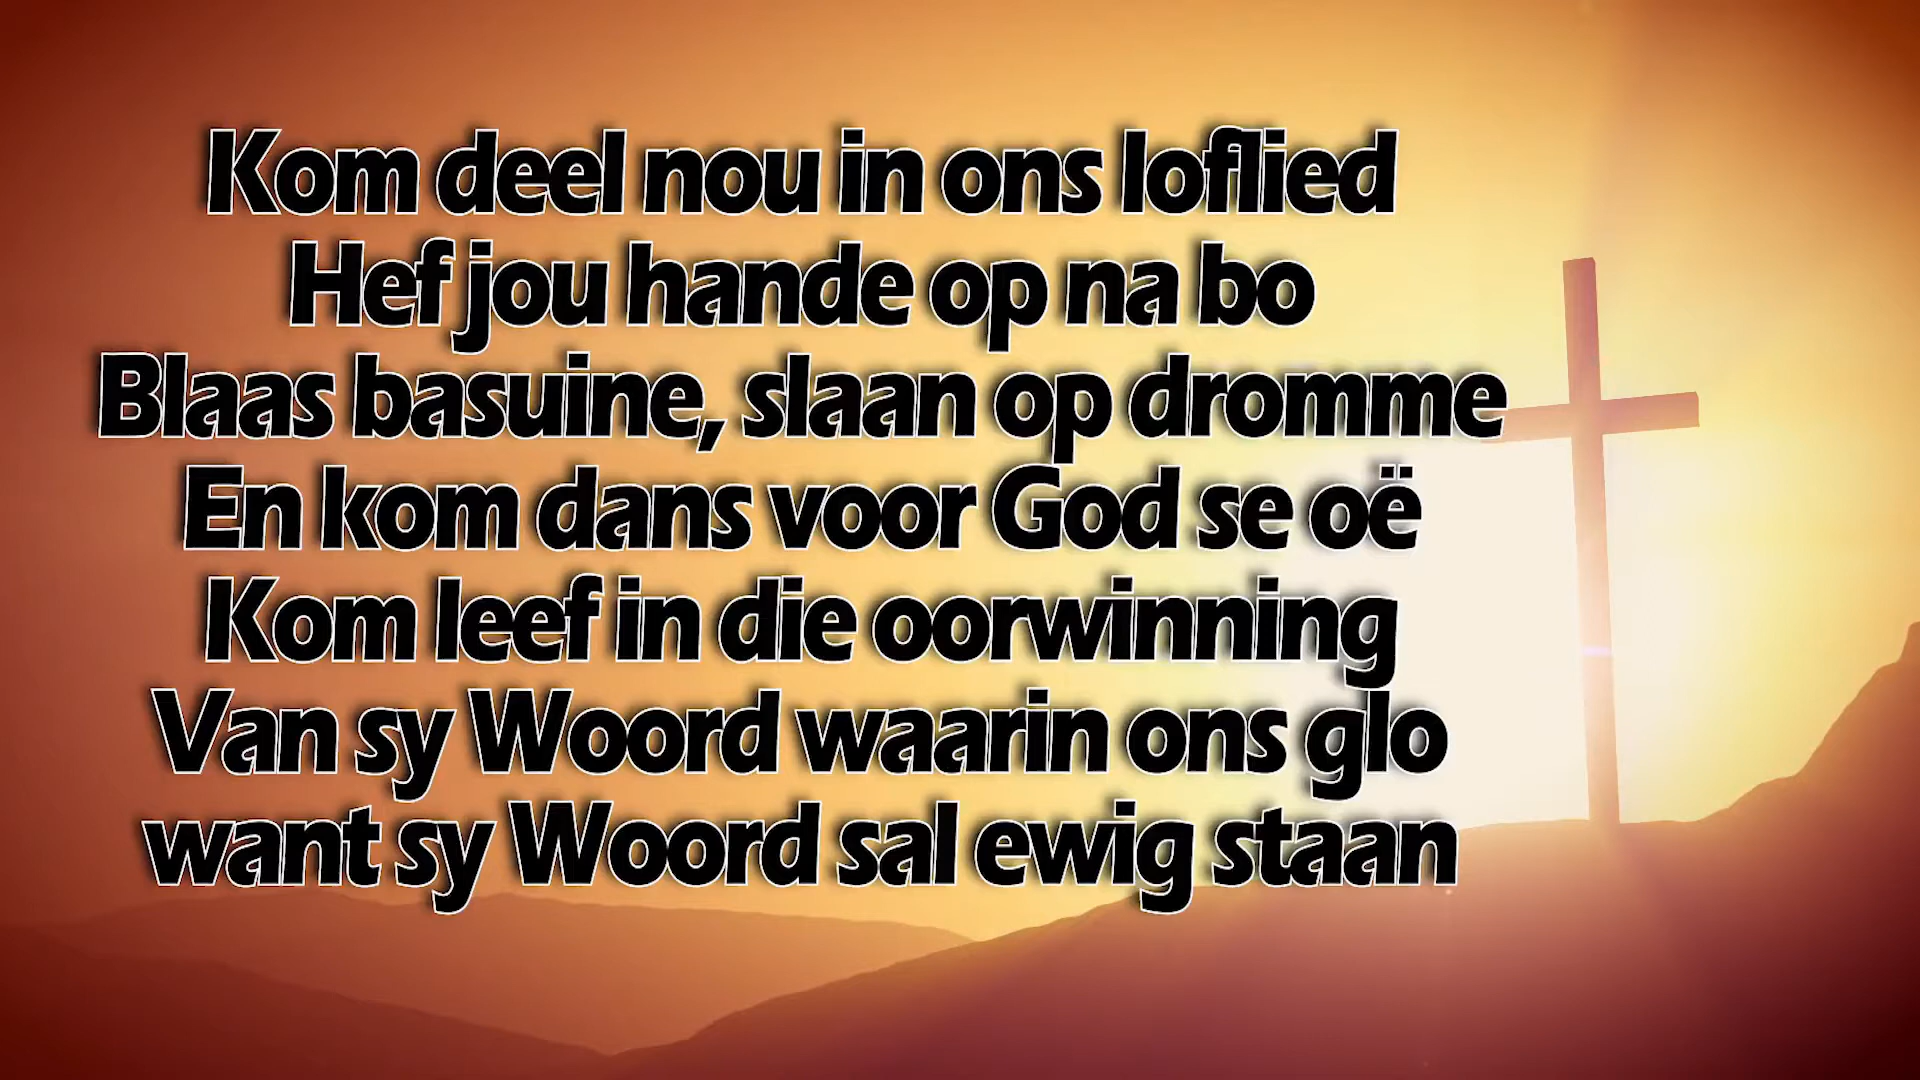 Kom deel nou in ons loflied
Hef jou hande op na bo
Blaas basuine, slaan op dromme
En kom dans voor God se oë
Kom leef in die oorwinning
Van sy Woord waarin ons glo
want sy Woord sal ewig staan